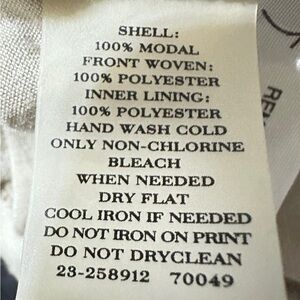 SHELL:
100% MODAL
FRONT WOVEN:
100% POLYESTER
INNER LINING:
100% POLYESTER
HAND WASH COLD
ONLY NON-CHLORINE
BLEACH
WHEN NEEDED
DRY FLAT
COOL IRON IF NEEDED
DO NOT IRON ON PRINT
DO NOT DRYCLEAN
23-258912 70049